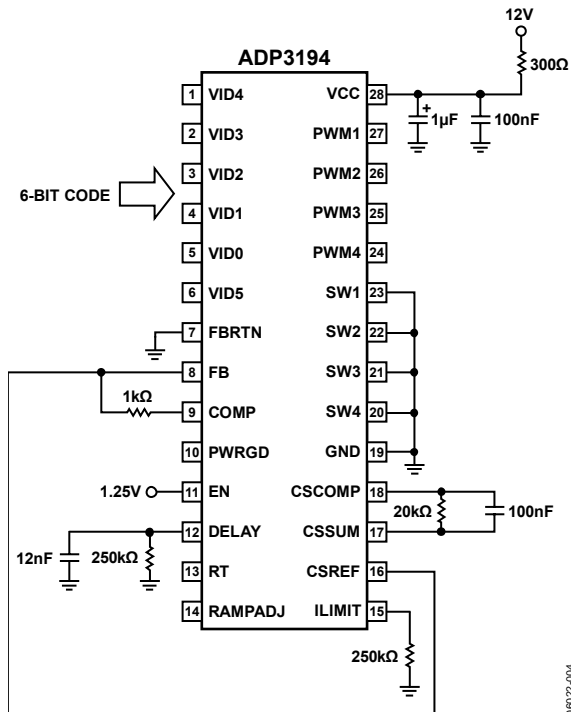 12V
300Ω
ADP3194
1 VID4
VCC 28
+
1µF
100nF
2 VID3
PWM1 27
3 VID2
PWM2 26
6-BIT CODE
4 VID1
PWM3 25
5 VID0
PWM4 24
6 VID5
SW1 23
7 FBRTN
SW2 22
8 FB
SW3 21
1kΩ
9 COMP
SW4 20
10 PWRGD
GND 19
1.25V
11 EN
CSCOMP 18
20kΩ
100nF
12 DELAY
CSSUM 17
12nF
250kΩ
13 RT
CSREF 16
14 RAMPADJ
ILIMIT 15
250kΩ